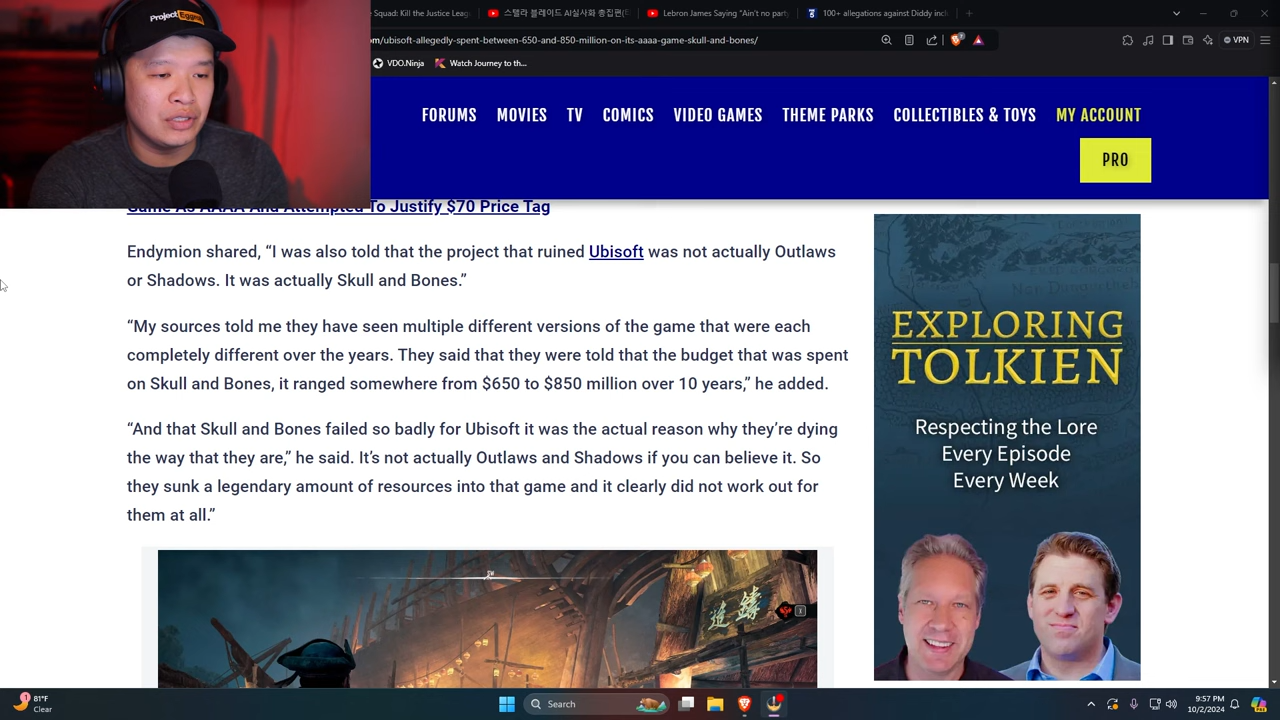 Project Eggman
e Squad: Kill the Justice Leag
스텔라 블레이드 AI실사화 총집편(
Lebron James Saying "Ain't no party
100+ allegations against Diddy incl
om/ubisoft-allegedly-spent-between-650-and-850-million-on-its-aaaa-game-skull-and-bones/
VPN
VDO.Ninja
Watch Journey to th...
FORUMS MOVIES TV COMICS VIDEO GAMES THEME PARKS COLLECTIBLES & TOYS MY ACCOUNT
PRO
Game As AAAA And Attempted To Justify $70 Price Tag
Endymion shared, “I was also told that the project that ruined Ubisoft was not actually Outlaws
or Shadows. It was actually Skull and Bones.”
“My sources told me they have seen multiple different versions of the game that were each
completely different over the years. They said that they were told that the budget that was spent
on Skull and Bones, it ranged somewhere from $650 to $850 million over 10 years,” he added.
“And that Skull and Bones failed so badly for Ubisoft it was the actual reason why they’re dying
the way that they are,” he said. It’s not actually Outlaws and Shadows if you can believe it. So
they sunk a legendary amount of resources into that game and it clearly did not work out for
them at all.”
EXPLORING
TOLKIEN
Respecting the Lore
Every Episode
Every Week
81°F
Clear
Search
9:57 PM
10/2/2024